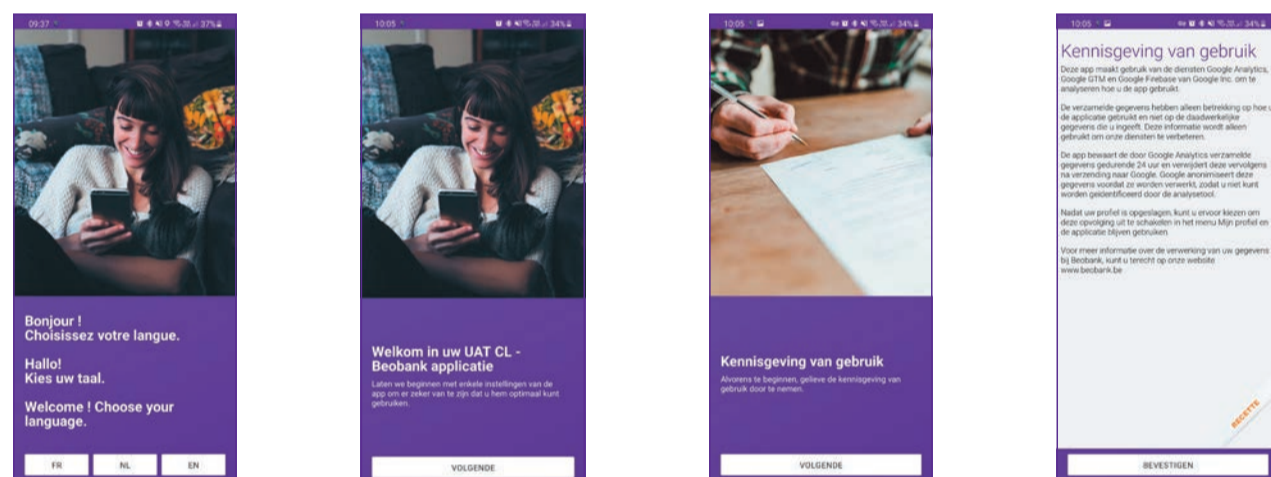 09:37
37%
Bonjour !
Choisissez votre langue.
Hallo!
Kies uw taal.
Welcome ! Choose your
language.
FR
NL
EN
10:05
34%
Welkom in uw UAT CL -
Beobank applicatie
Laten we beginnen met enkele instellingen van de
app om er zeker van te zijn dat u hem optimaal kunt
gebruiken.
VOLGENDE
10:05
34%
Kennisgeving van gebruik
Alvorens te beginnen, gelieve de kennisgeving van
gebruik door te nemen.
VOLGENDE
10:05
34%
Kennisgeving van gebruik
Deze app maakt gebruik van de diensten Google Analytics,
Google GTM en Google Firebase van Google Inc. om te
analyseren hoe u de app gebruikt.
De verzamelde gegevens hebben alleen betrekking op hoe u
de applicatie gebruikt en niet op de daadwerkelijke
gegevens die u ingeeft. Deze informatie wordt alleen
gebruikt om onze diensten te verbeteren.
De app bewaart de door Google Analytics verzamelde
gegevens gedurende 24 uur en verwijdert deze vervolgens
na verzending naar Google. Google anonimiseert deze
gegevens voordat ze worden verwerkt, zodat u niet kunt
worden geïdentificeerd door de analysetool.
Nadat uw profiel is opgeslagen, kunt u ervoor kiezen om
deze opvolging uit te schakelen in het menu Mijn profiel en
de applicatie blijven gebruiken
Voor meer informatie over de verwerking van uw gegevens
bij Beobank, kunt u terecht op onze website
www.beobank.be
RECETTE
BEVESTIGEN